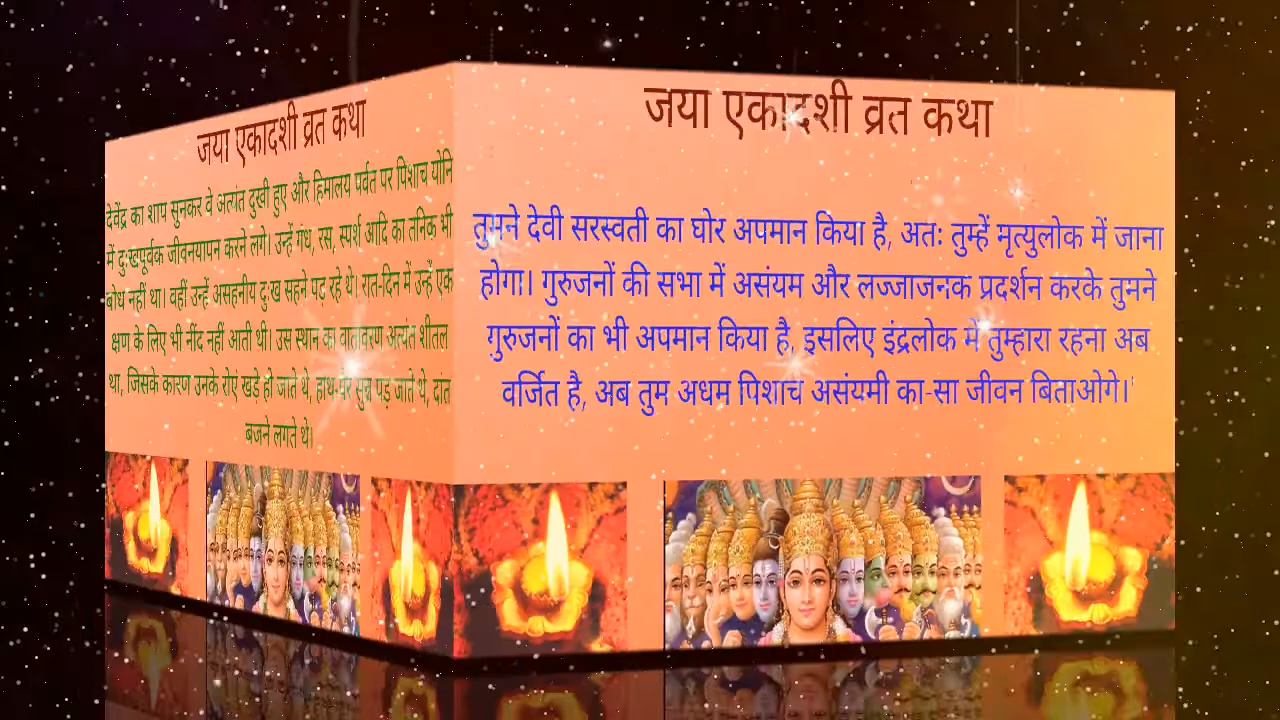 जया एकादशी व्रत कथा
देवेंद्र का शाप सुनकर वे अत्यंत दुखी हुए और हिमालय पर्वत पर पिशाच योनि
में दुःखपूर्वक जीवनयापन करने लगे। उन्हें गंध, रस, स्पर्श आदि का तनिक भी
बोध नहीं था। वहीं उन्हें असहनीय दुःख सहने पड़ रहे थे। रात-दिन में उन्हें एक
क्षण के लिए भी नींद नहीं आती थी। उस स्थान का वातावरण अत्यंत शीतल
था, जिसके कारण उनके रोएं खड़े हो जाते थे, हाथ-पैर सुन्न पड़ जाते थे, दांत
बजने लगते थे।
जया एकादशी व्रत कथा
तुमने देवी सरस्वती का घोर अपमान किया है, अतः तुम्हें मृत्युलोक में जाना
होगा।। गुरुजनों की सभा में असंयम और लज्जाजनक प्रदर्शन करके तुमने
गुरुजनों का भी अपमान किया है, इसलिए इंद्रलोक में तुम्हारा रहना अब
वर्जित है, अब तुम अधम पिशाच असंयमी का-सा जीवन बिताओगे।'